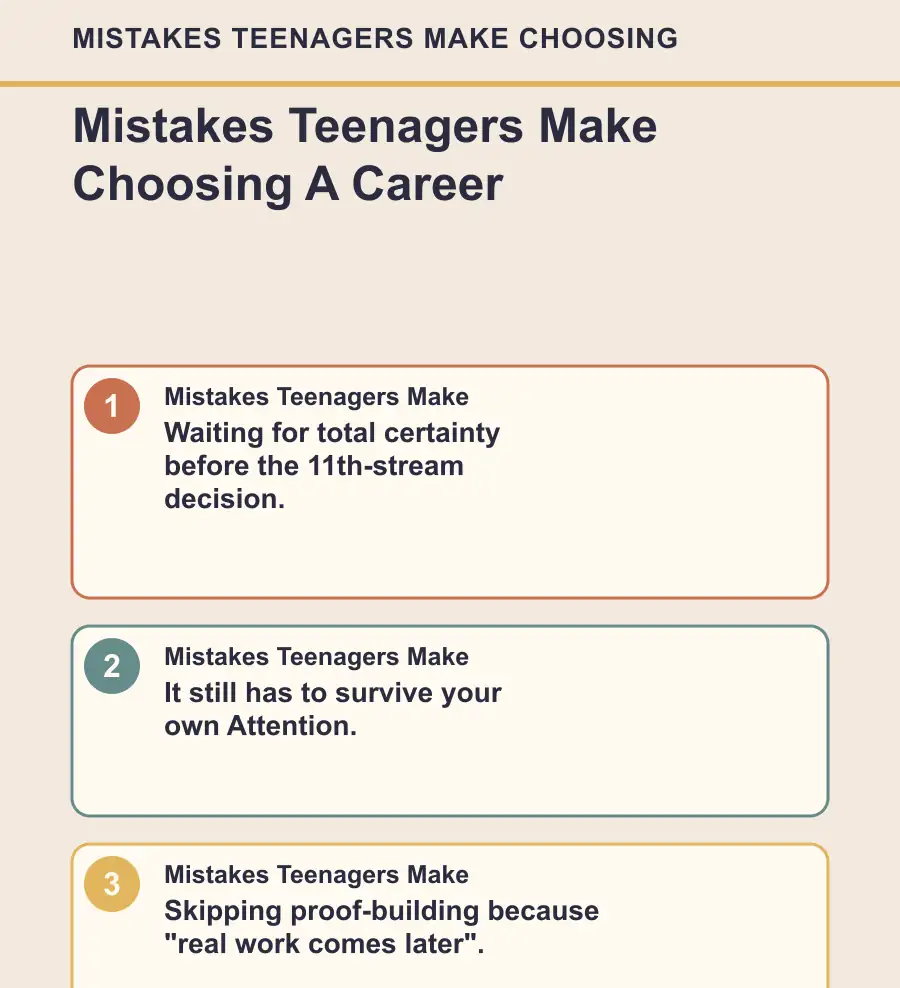 MISTAKES TEENAGERS MAKE CHOOSING
Mistakes Teenagers Make
Choosing A Career
1
Mistakes Teenagers Make
Waiting for total certainty
before the 11th-stream
decision.
2
Mistakes Teenagers Make
It still has to survive your
own Attention.
3
Mistakes Teenagers Make
Skipping proof-building because
"real work comes later".